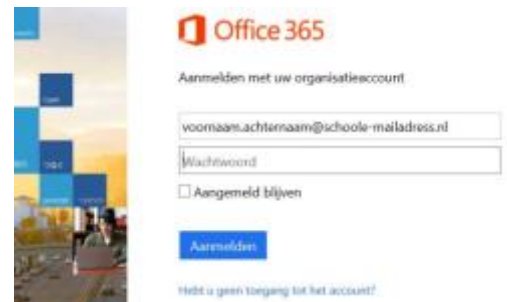 Office 365
Aanmelden met uw organisatieaccount
voornaam.achternaam@schoole-mailadress.nl
Wachtwoord
Aangemeld blijven
Aanmelden
Hebt u geen toegang tot het account?